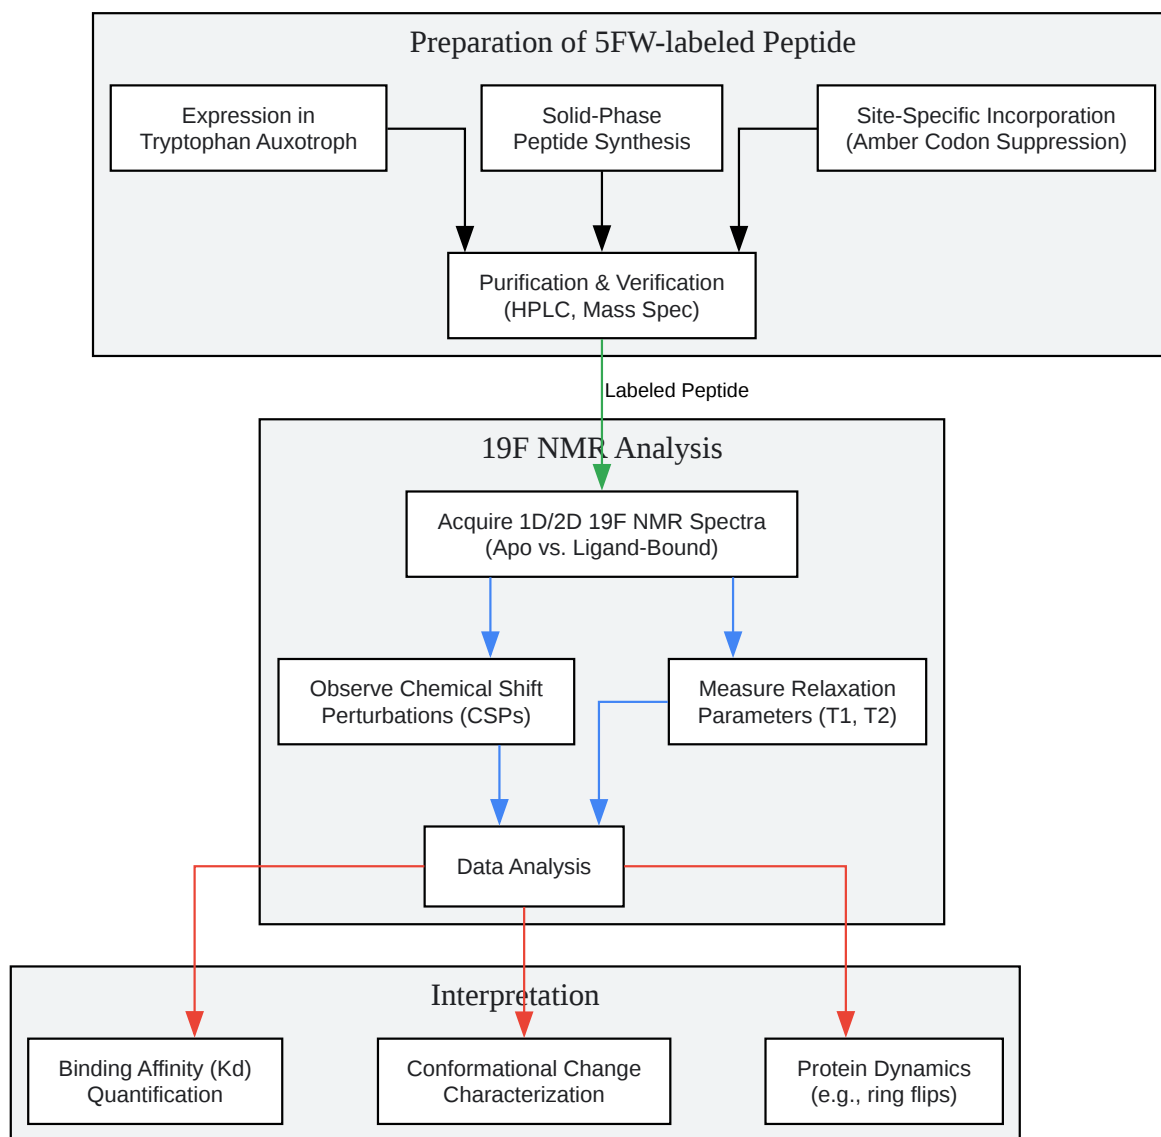 Preparation of 5FW-labeled Peptide
Expression in
Tryptophan Auxotroph
Solid-Phase
Peptide Synthesis
Site-Specific Incorporation
(Amber Codon Suppression)
Purification & Verification
(HPLC, Mass Spec)
Labeled Peptide
19F NMR Analysis
Acquire 1D/2D 19F NMR Spectra
(Apo vs. Ligand-Bound)
Observe Chemical Shift
Perturbations (CSPs)
Measure Relaxation
Parameters (T1, T2)
Data Analysis
Interpretation
Binding Affinity (Kd)
Quantification
Conformational Change
Characterization
Protein Dynamics
(e.g., ring flips)